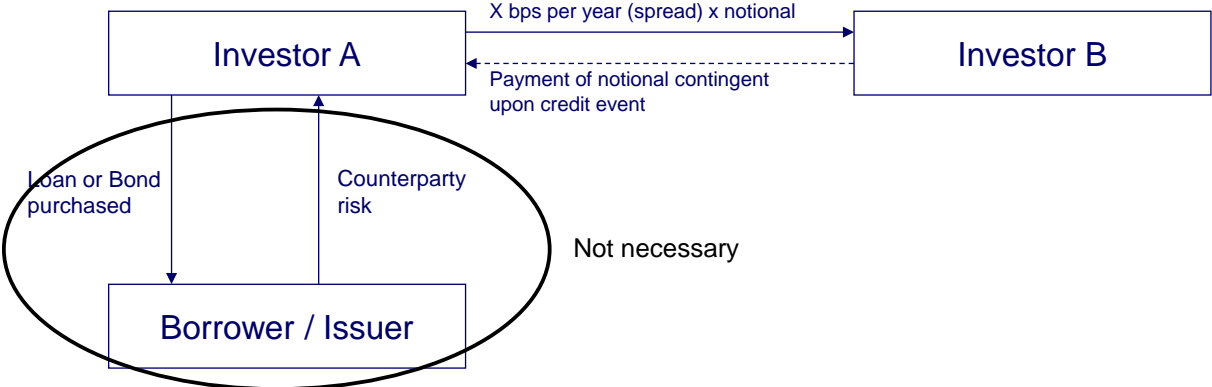 X bps per year (spread) x notional
Investor A
Investor B
Payment of notional contingent
upon credit event
Loan or Bond
purchased
Counterparty
risk
Not necessary
Borrower / Issuer